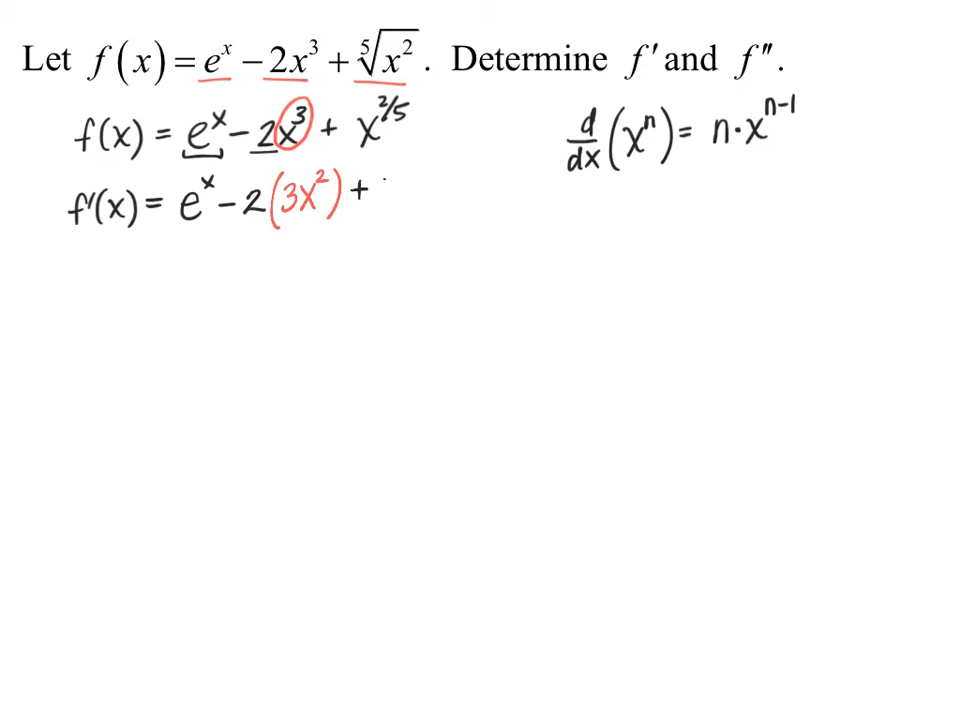 Let f(x) = e^x − 2x^3 + ⁵√(x^2). Determine f′ and f″.
f(x) = e^x − 2x^3 + x^(2/5)
d/dx (x^n) = n·x^(n-1)
f'(x) = e^x − 2(3x^2) +